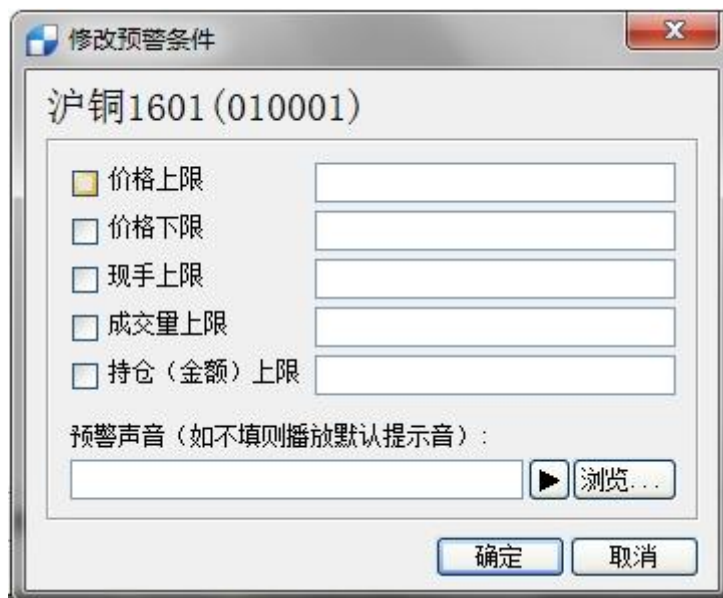 修改预警条件
沪铜1601(010001)
价格上限
价格下限
现手上限
成交量上限
持仓（金额）上限
预警声音（如不填则播放默认提示音）:
浏览...
确定 取消